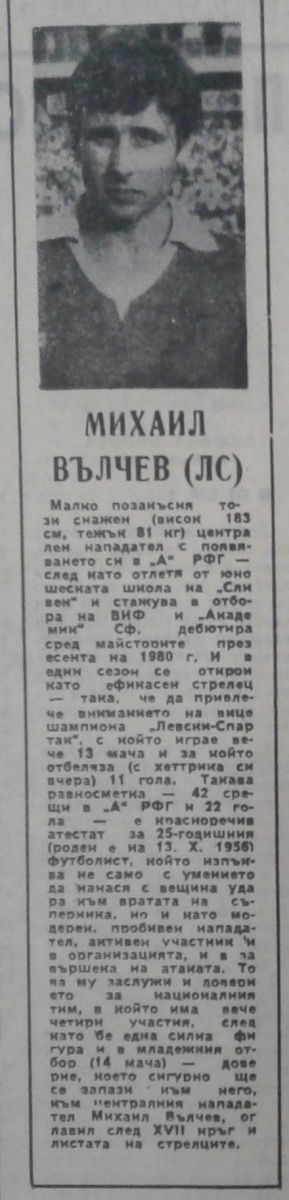 МИХАИЛ
ВЪЛЧЕВ (ЛС)
Малко позакъсня то-
зи снажен (висок 183
см, тежък 81 кг) центра
лен нападател с появя-
ването си в „А" РФГ —
след като отлетя от юно
шеската школа на „Сли
вен" и стажува в отбо-
ра на ВИФ и „Акаде
мик" Сф. дебютира
сред майсторите през
есента на 1980 г. И в
един сезон се открои
като ефикасен стрелец
— така, че да привле-
че вниманието на вице
шампиона „Левски-Спар
так", с който играе ве-
че 13 мача и за който
отбеляза (с хеттрика си
вчера) 11 гола. Такава
равносметка — 42 сре-
щи в „А" РФГ и 22 го-
ла — е красноречив
атестат за 25-годишния
(роден е на 13. X. 1956)
футболист, който изпък-
ва не само с умението
да нанася с вещина уда
ра към вратата на съ-
перника, но и като мо-
дерен, пробивен напада-
тел, активен участник и
в организацията, и в за
вършека на атаката. То
ва му заслужи и довери
ето за националния
тим, в който има вече
четири участия, след
като бе една силна фи
гура и в младежкия от-
бор (14 мача) — дове
рие, което сигурно ще
се запази към него,
към централния напада-
тел Михаил Вълчев, ог
лавил след XVII кръг и
листата на стрелците.